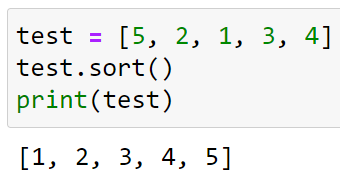 test = [5, 2, 1, 3, 4]
test.sort()
print(test)
[1, 2, 3, 4, 5]